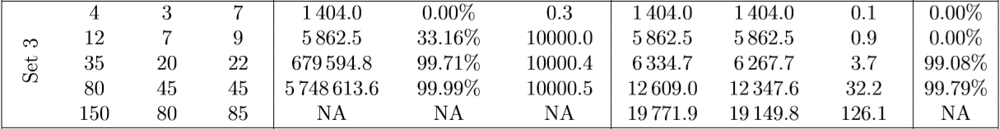 4 3 7 1 404.0 0.00% 0.3 1 404.0 1 404.0 0.1 0.00%
12 7 9 5 862.5 33.16% 10000.0 5 862.5 5 862.5 0.9 0.00%
Set 3 35 20 22 679 594.8 99.71% 10000.4 6 334.7 6 267.7 3.7 99.08%
80 45 45 5 748 613.6 99.99% 10000.5 12 609.0 12 347.6 32.2 99.79%
150 80 85 NA NA NA 19 771.9 19 149.8 126.1 NA